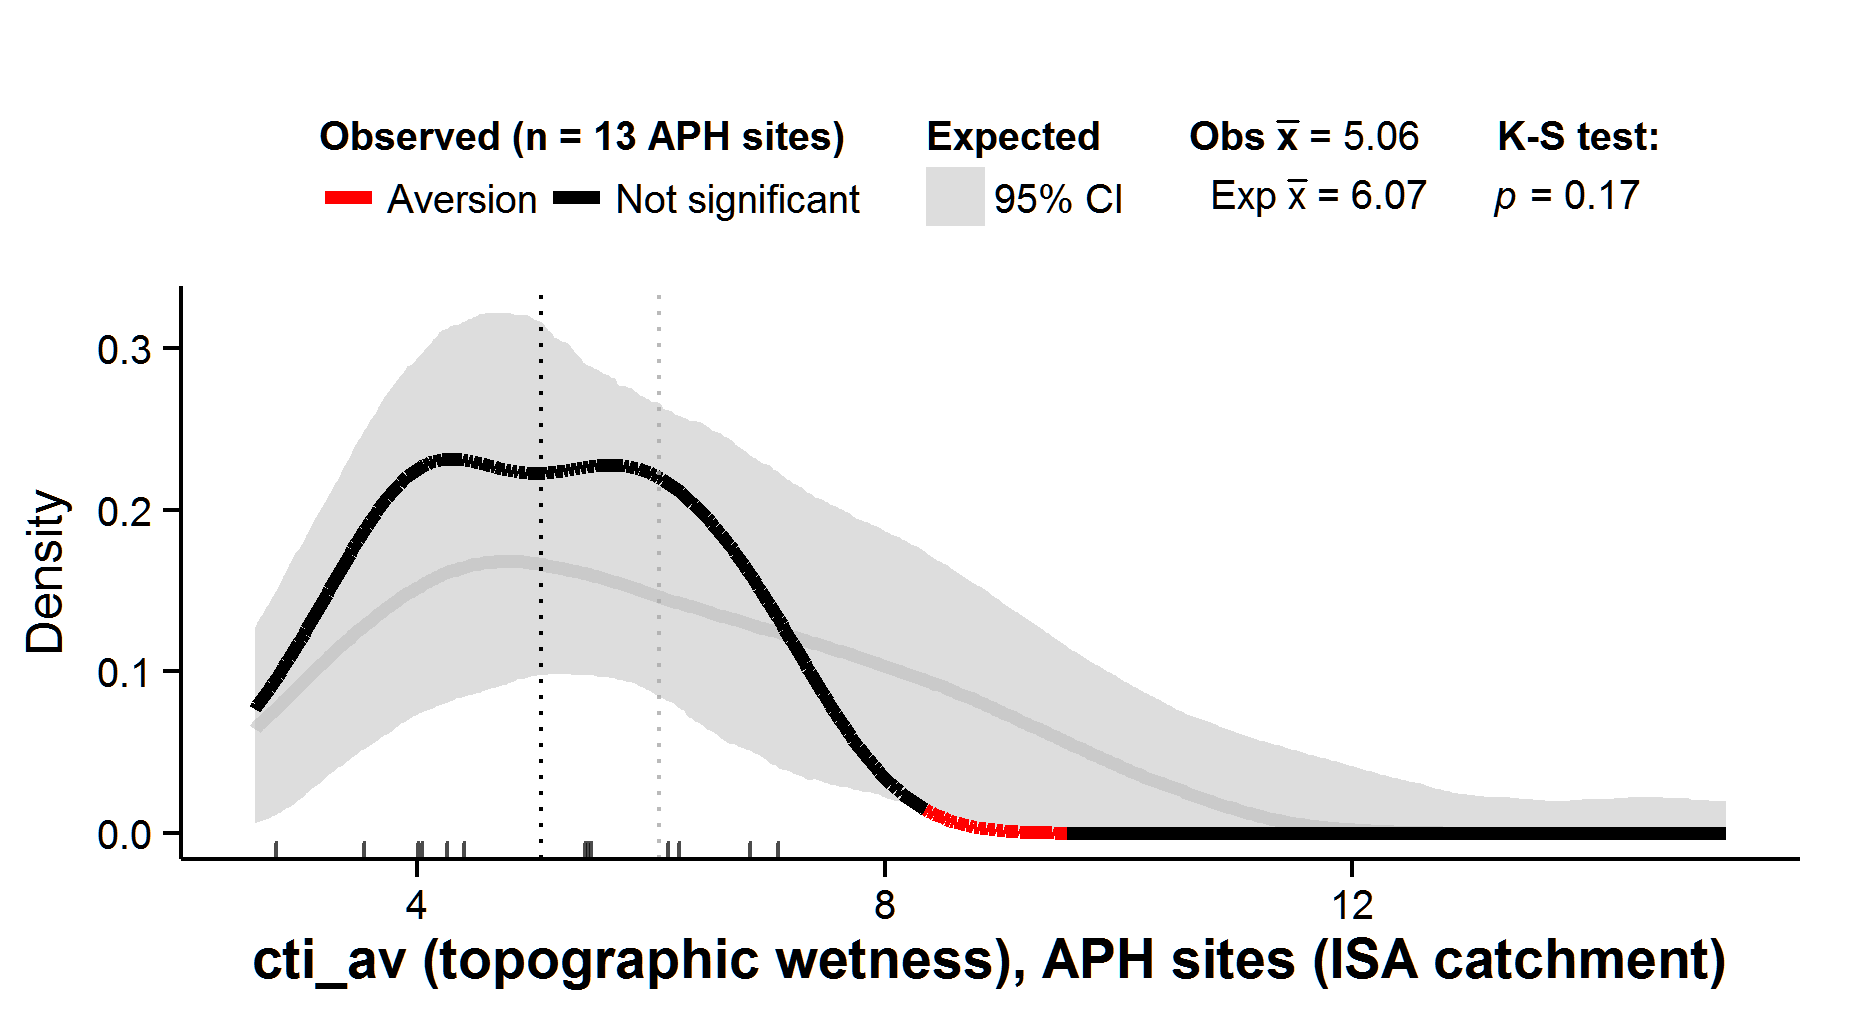 Observed (n = 13 APH sites) Expected Obs x̅ = 5.06 K-S test:
Aversion Not significant 95% CI Exp x̅ = 6.07 p = 0.17
0.3
0.2
0.1
0.0
Density
4 8 12
cti_av (topographic wetness), APH sites (ISA catchment)